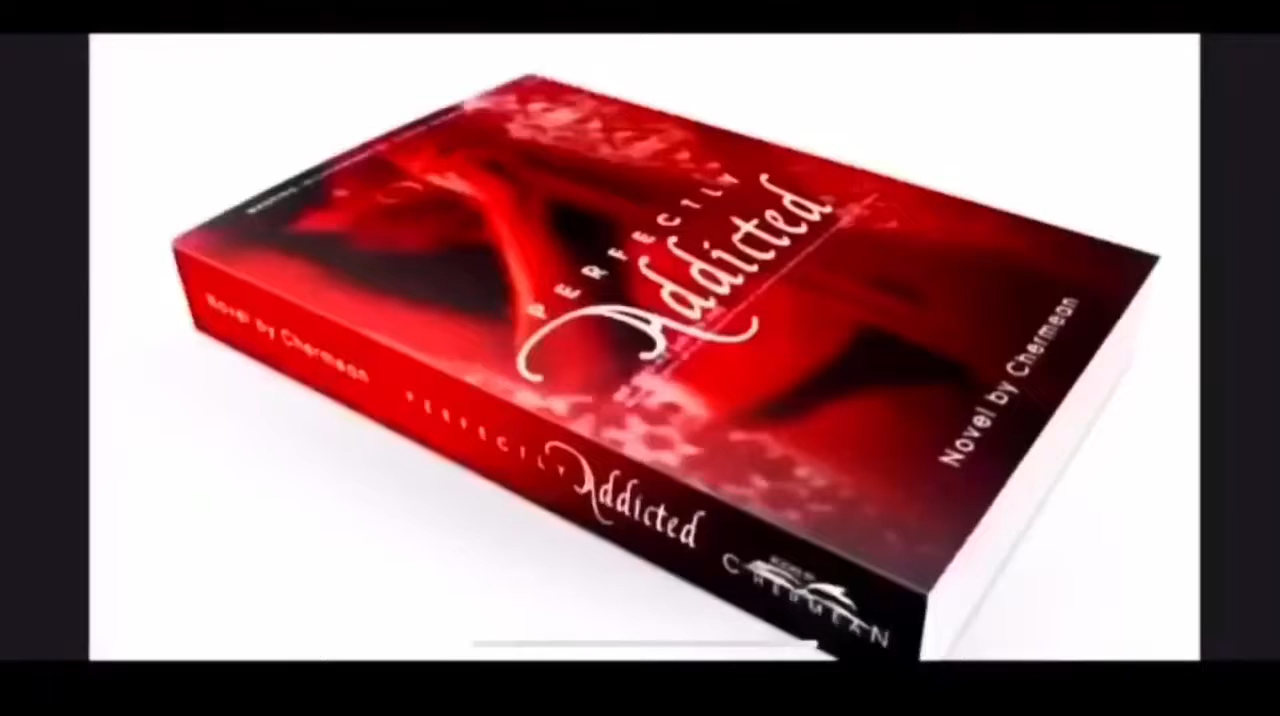 PERFECTLY
Addicted
Novel by Chermean
Novel by Chermean
PERFECTLY
Addicted
CHERMEAN